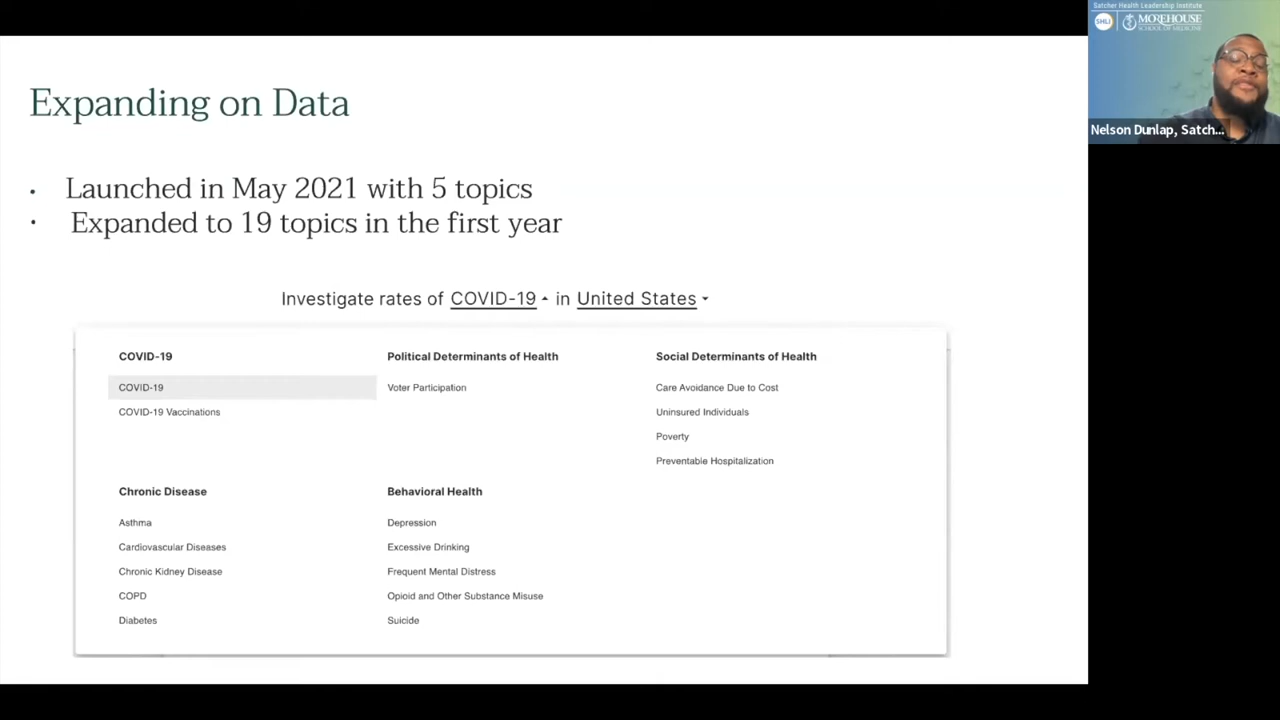 Expanding on Data
• Launched in May 2021 with 5 topics
• Expanded to 19 topics in the first year
Investigate rates of COVID-19 in United States
COVID-19
COVID-19
COVID-19 Vaccinations
Political Determinants of Health
Voter Participation
Social Determinants of Health
Care Avoidance Due to Cost
Uninsured Individuals
Poverty
Preventable Hospitalization
Chronic Disease
Asthma
Cardiovascular Diseases
Chronic Kidney Disease
COPD
Diabetes
Behavioral Health
Depression
Excessive Drinking
Frequent Mental Distress
Opioid and Other Substance Misuse
Suicide
Satcher Health Leadership Institute
SHLI
MOREHOUSE
SCHOOL OF MEDICINE
Nelson Dunlap, Satch...